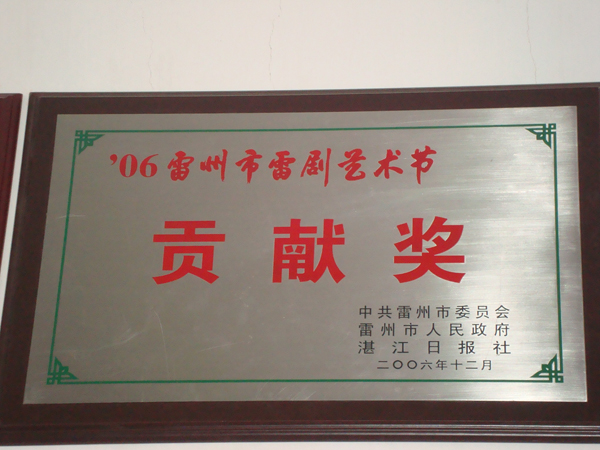 ’06雷州市雷剧艺术节
贡献奖
中共雷州市委员会
雷州市人民政府
湛江日报社
二〇〇六年十二月